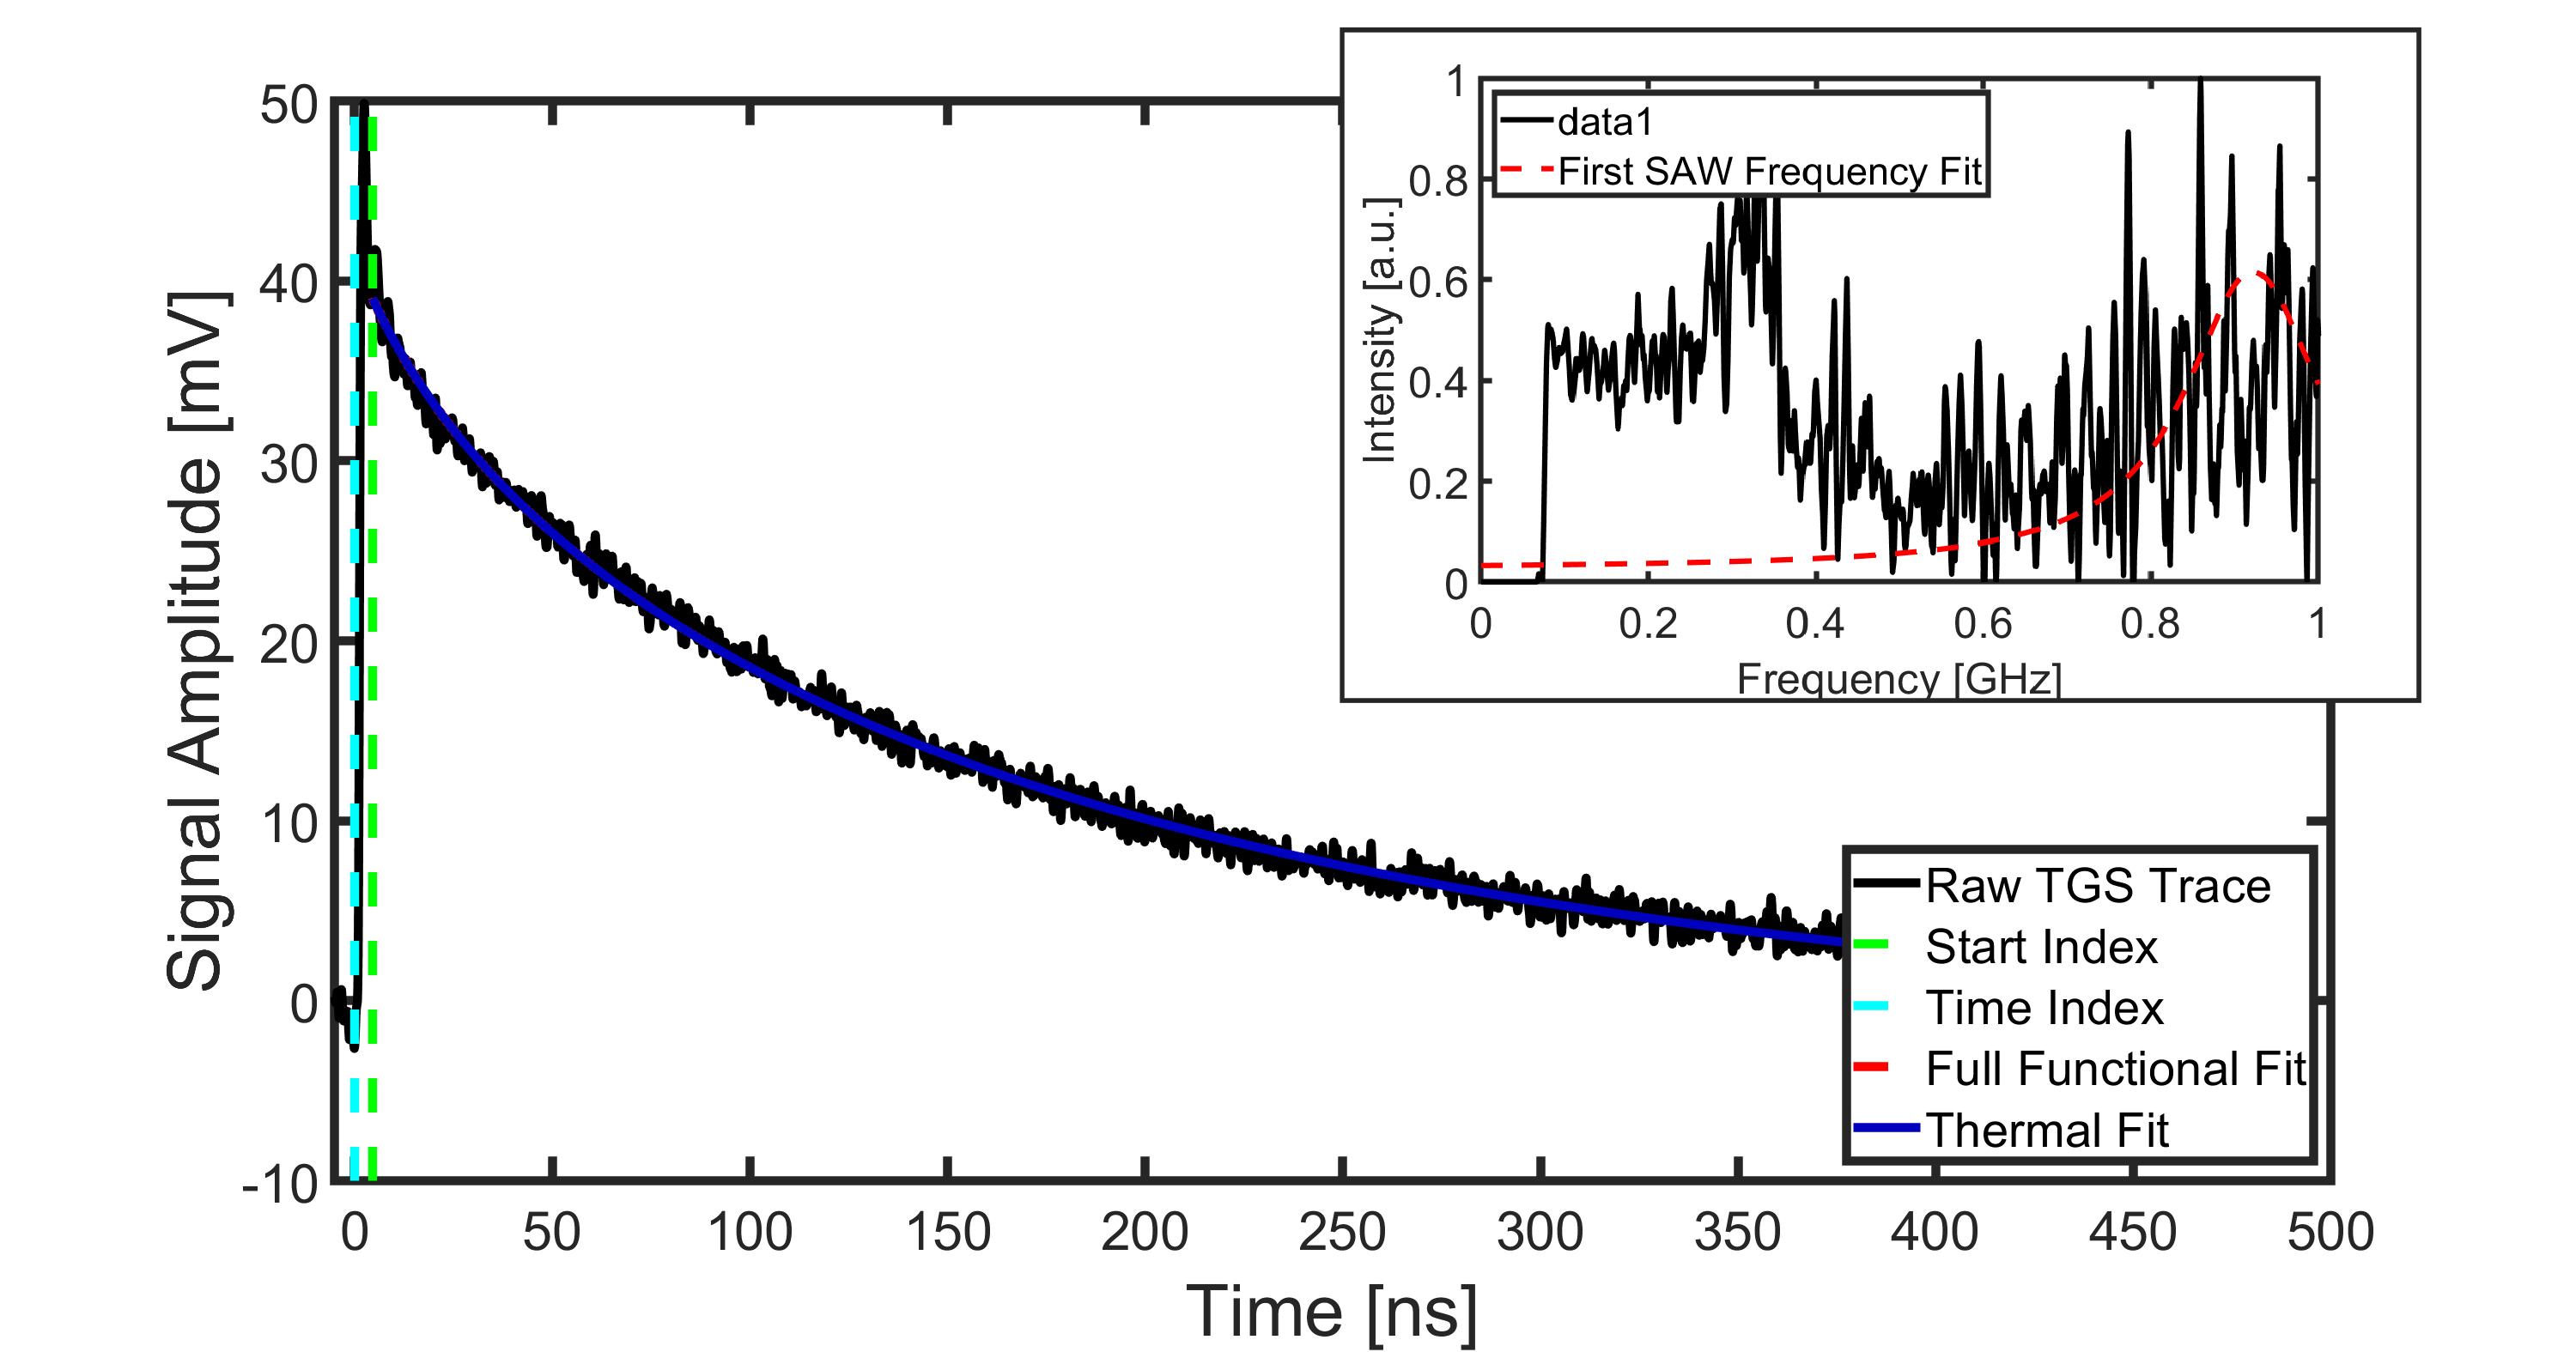 50
40
30
20
10
0
-10
Signal Amplitude [mV]
0 50 100 150 200 250 300 350 400 450 500
Time [ns]
1
0.8
0.6
0.4
0.2
0
Intensity [a.u.]
data1
First SAW Frequency Fit
0 0.2 0.4 0.6 0.8 1
Frequency [GHz]
Raw TGS Trace
Start Index
Time Index
Full Functional Fit
Thermal Fit